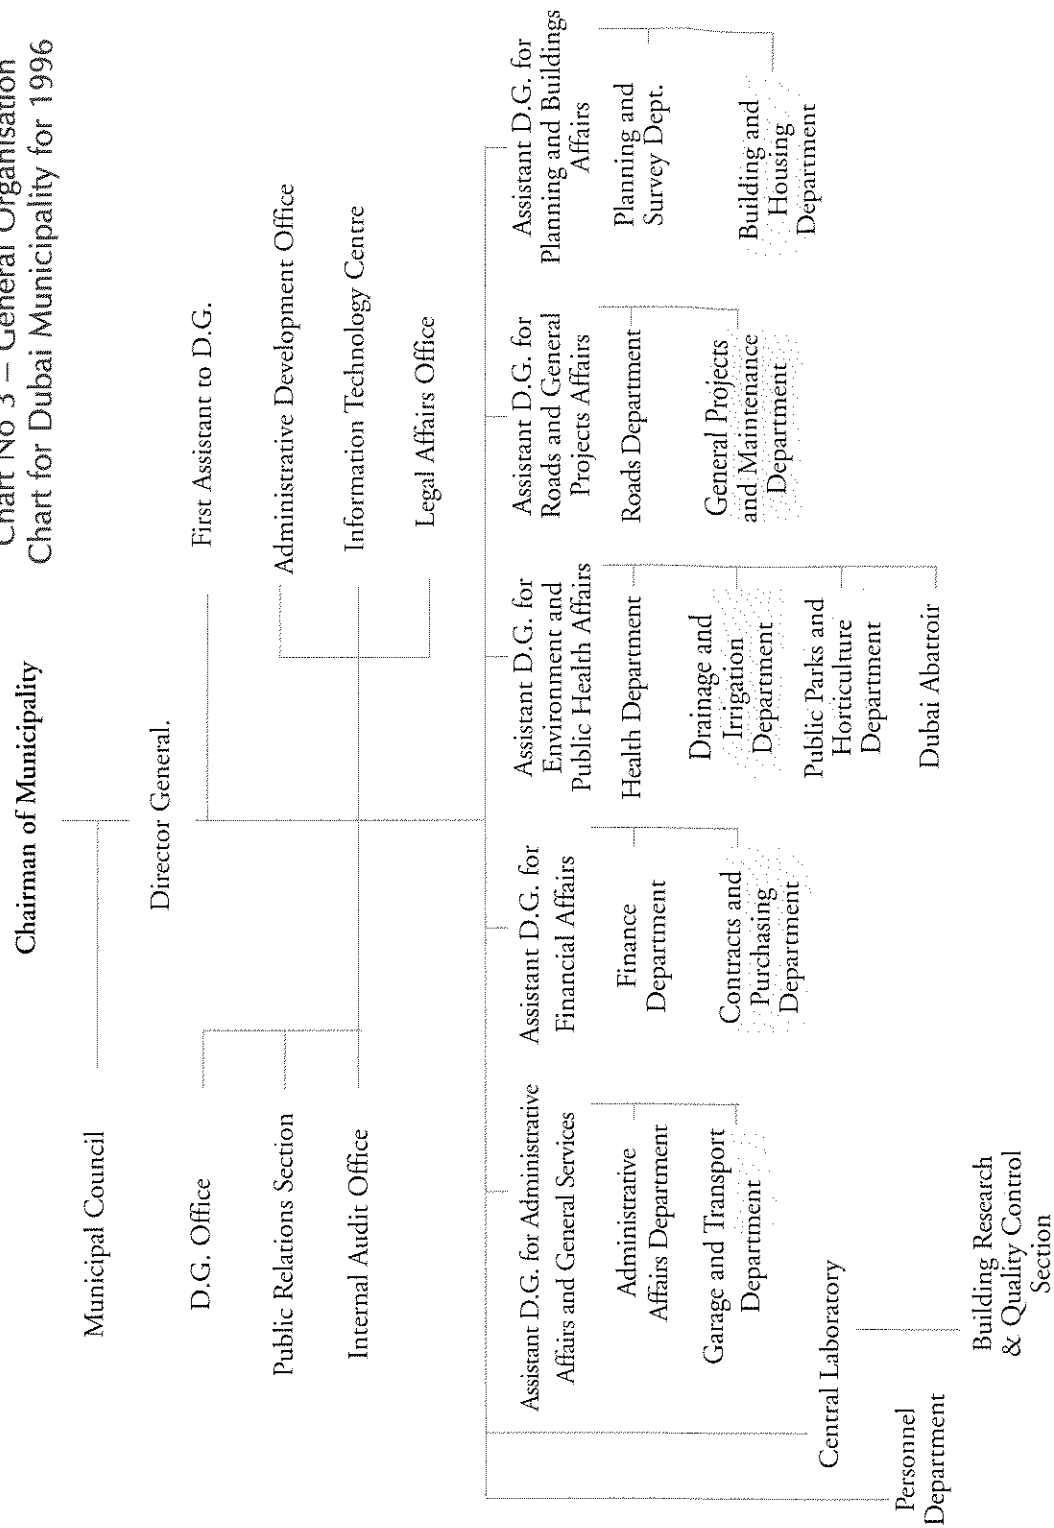 Chart No 3 – General Organisation
Chart for Dubai Municipality for 1996
Chairman of Municipality
Municipal Council
Director General.
D.G. Office
First Assistant to D.G.
Public Relations Section
Administrative Development Office
Internal Audit Office
Information Technology Centre
Legal Affairs Office
Assistant D.G. for Administrative
Affairs and General Services
Administrative
Affairs Department
Garage and Transport
Department
Assistant D.G. for
Financial Affairs
Finance
Department
Contracts and
Purchasing
Department
Assistant D.G. for
Environment and
Public Health Affairs
Health Department
Drainage and
Irrigation
Department
Public Parks and
Horticulture
Department
Dubai Abattoir
Assistant D.G. for
Roads and General
Projects Affairs
Roads Department
General Projects
and Maintenance
Department
Assistant D.G. for
Planning and Buildings
Affairs
Planning and
Survey Dept.
Building and
Housing
Department
Central Laboratory
Personnel
Department
Building Research
& Quality Control
Section